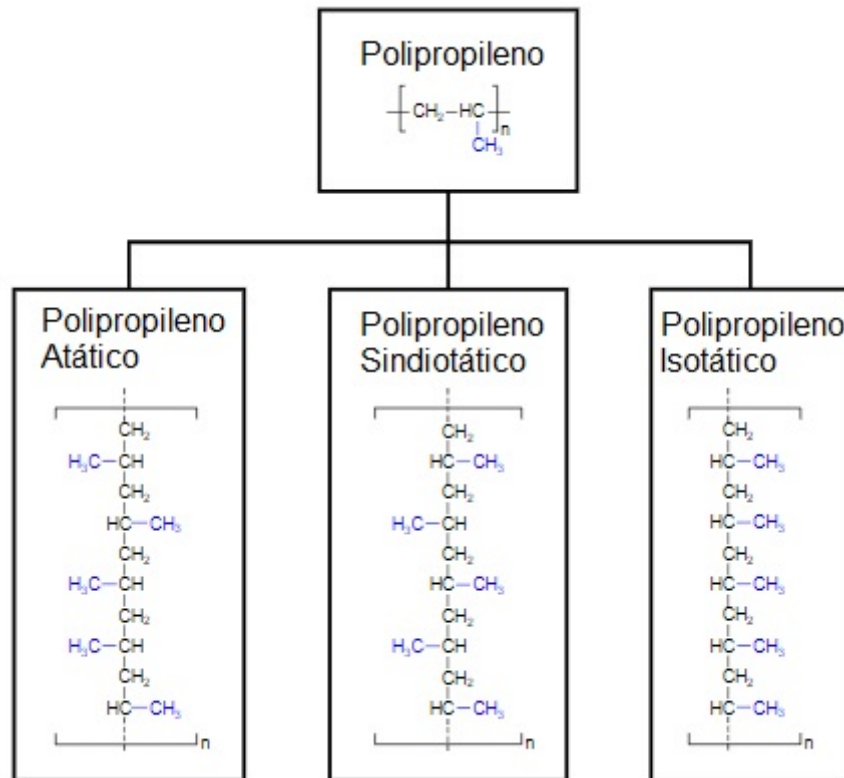 Polipropileno
CH₂–HC
n
CH₃
Polipropileno
Atático
CH₂
H₃C–CH
CH₂
HC–CH₃
CH₂
H₃C–CH
CH₂
H₃C–CH
CH₂
HC–CH₃
n
Polipropileno
Sindiotático
CH₂
HC–CH₃
CH₂
H₃C–CH
CH₂
HC–CH₃
CH₂
H₃C–CH
CH₂
HC–CH₃
n
Polipropileno
Isotático
CH₂
HC–CH₃
CH₂
HC–CH₃
CH₂
HC–CH₃
CH₂
HC–CH₃
CH₂
HC–CH₃
n